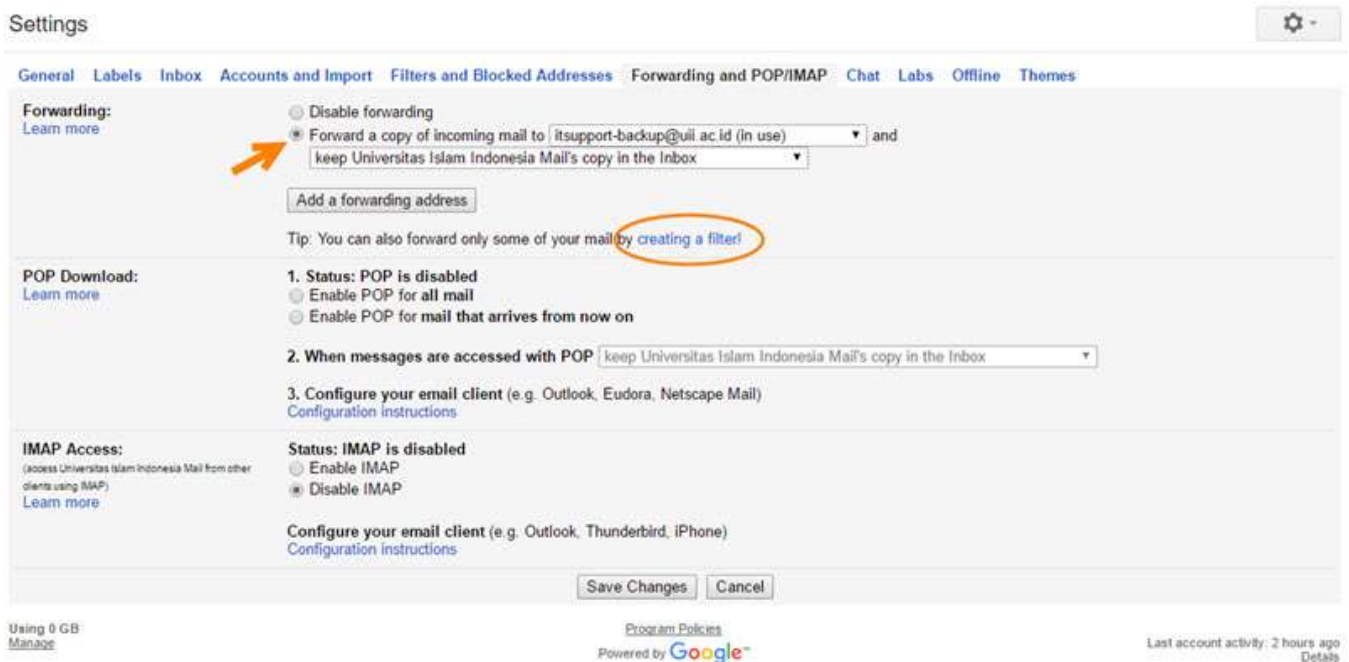 Settings
General Labels Inbox Accounts and Import Filters and Blocked Addresses Forwarding and POP/IMAP Chat Labs Offline Themes
Forwarding:
Learn more
Disable forwarding
Forward a copy of incoming mail to itsupport-backup@uii.ac.id (in use) and
keep Universitas Islam Indonesia Mail's copy in the Inbox
Add a forwarding address
Tip: You can also forward only some of your mail by creating a filter!
POP Download:
Learn more
1. Status: POP is disabled
Enable POP for all mail
Enable POP for mail that arrives from now on
2. When messages are accessed with POP keep Universitas Islam Indonesia Mail's copy in the Inbox
3. Configure your email client (e.g. Outlook, Eudora, Netscape Mail)
Configuration instructions
IMAP Access:
(access Universitas Islam Indonesia Mail from other
clients using IMAP)
Learn more
Status: IMAP is disabled
Enable IMAP
Disable IMAP
Configure your email client (e.g. Outlook, Thunderbird, iPhone)
Configuration instructions
Save Changes Cancel
Using 0 GB
Manage
Program Policies
Powered by Google™
Last account activity: 2 hours ago
Details